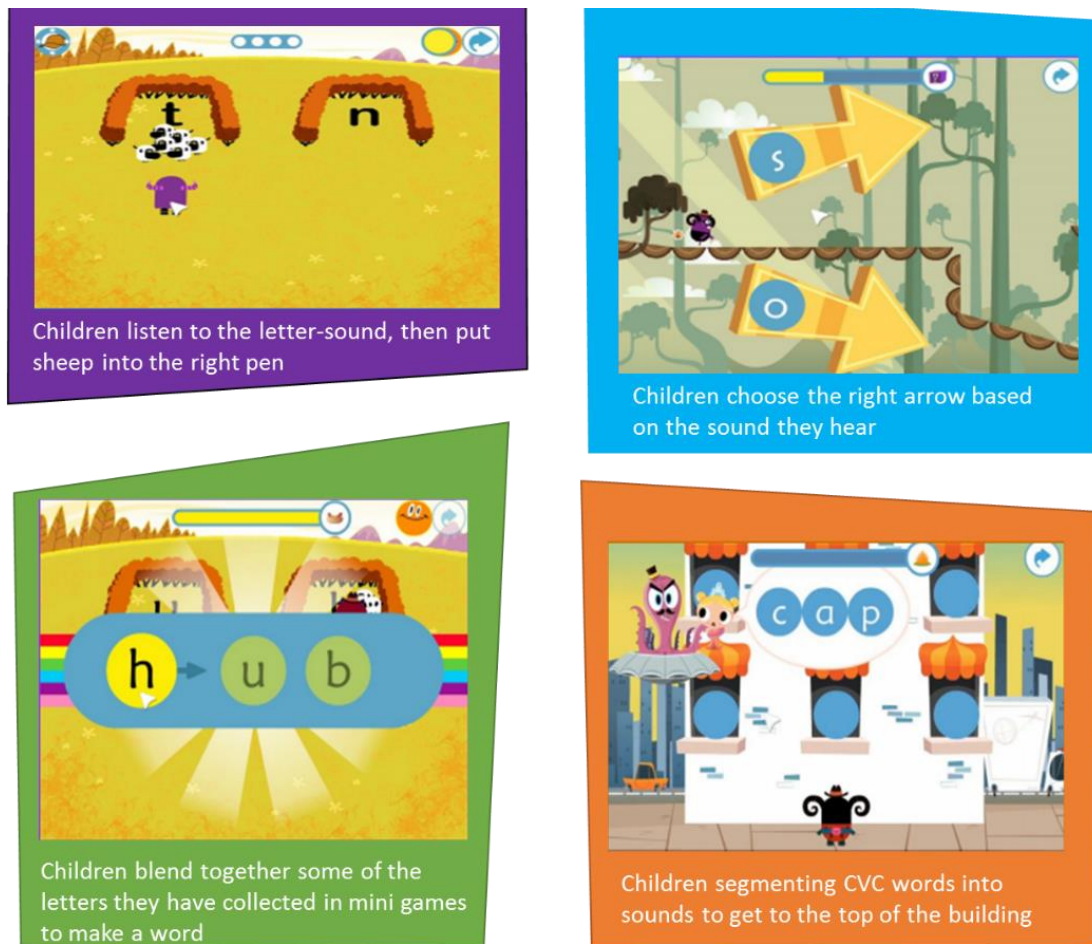 t
n
Children listen to the letter-sound, then put
sheep into the right pen
s
o
Children choose the right arrow based
on the sound they hear
h u b
Children blend together some of the
letters they have collected in mini games
to make a word
c a p
Children segmenting CVC words into
sounds to get to the top of the building